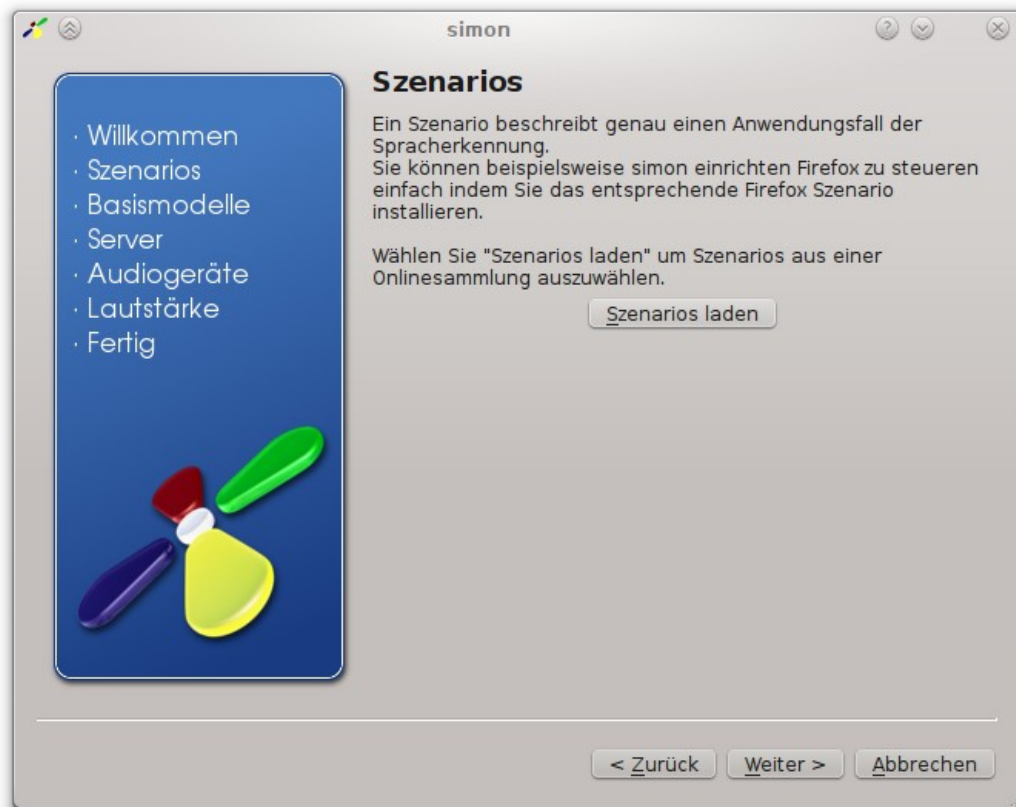 simon
· Willkommen
· Szenarios
· Basismodelle
· Server
· Audiogeräte
· Lautstärke
· Fertig
Szenarios
Ein Szenario beschreibt genau einen Anwendungsfall der
Spracherkennung.
Sie können beispielsweise simon einrichten Firefox zu steueren
einfach indem Sie das entsprechende Firefox Szenario
installieren.
Wählen Sie "Szenarios laden" um Szenarios aus einer
Onlinesammlung auszuwählen.
Szenarios laden
< Zurück
Weiter >
Abbrechen